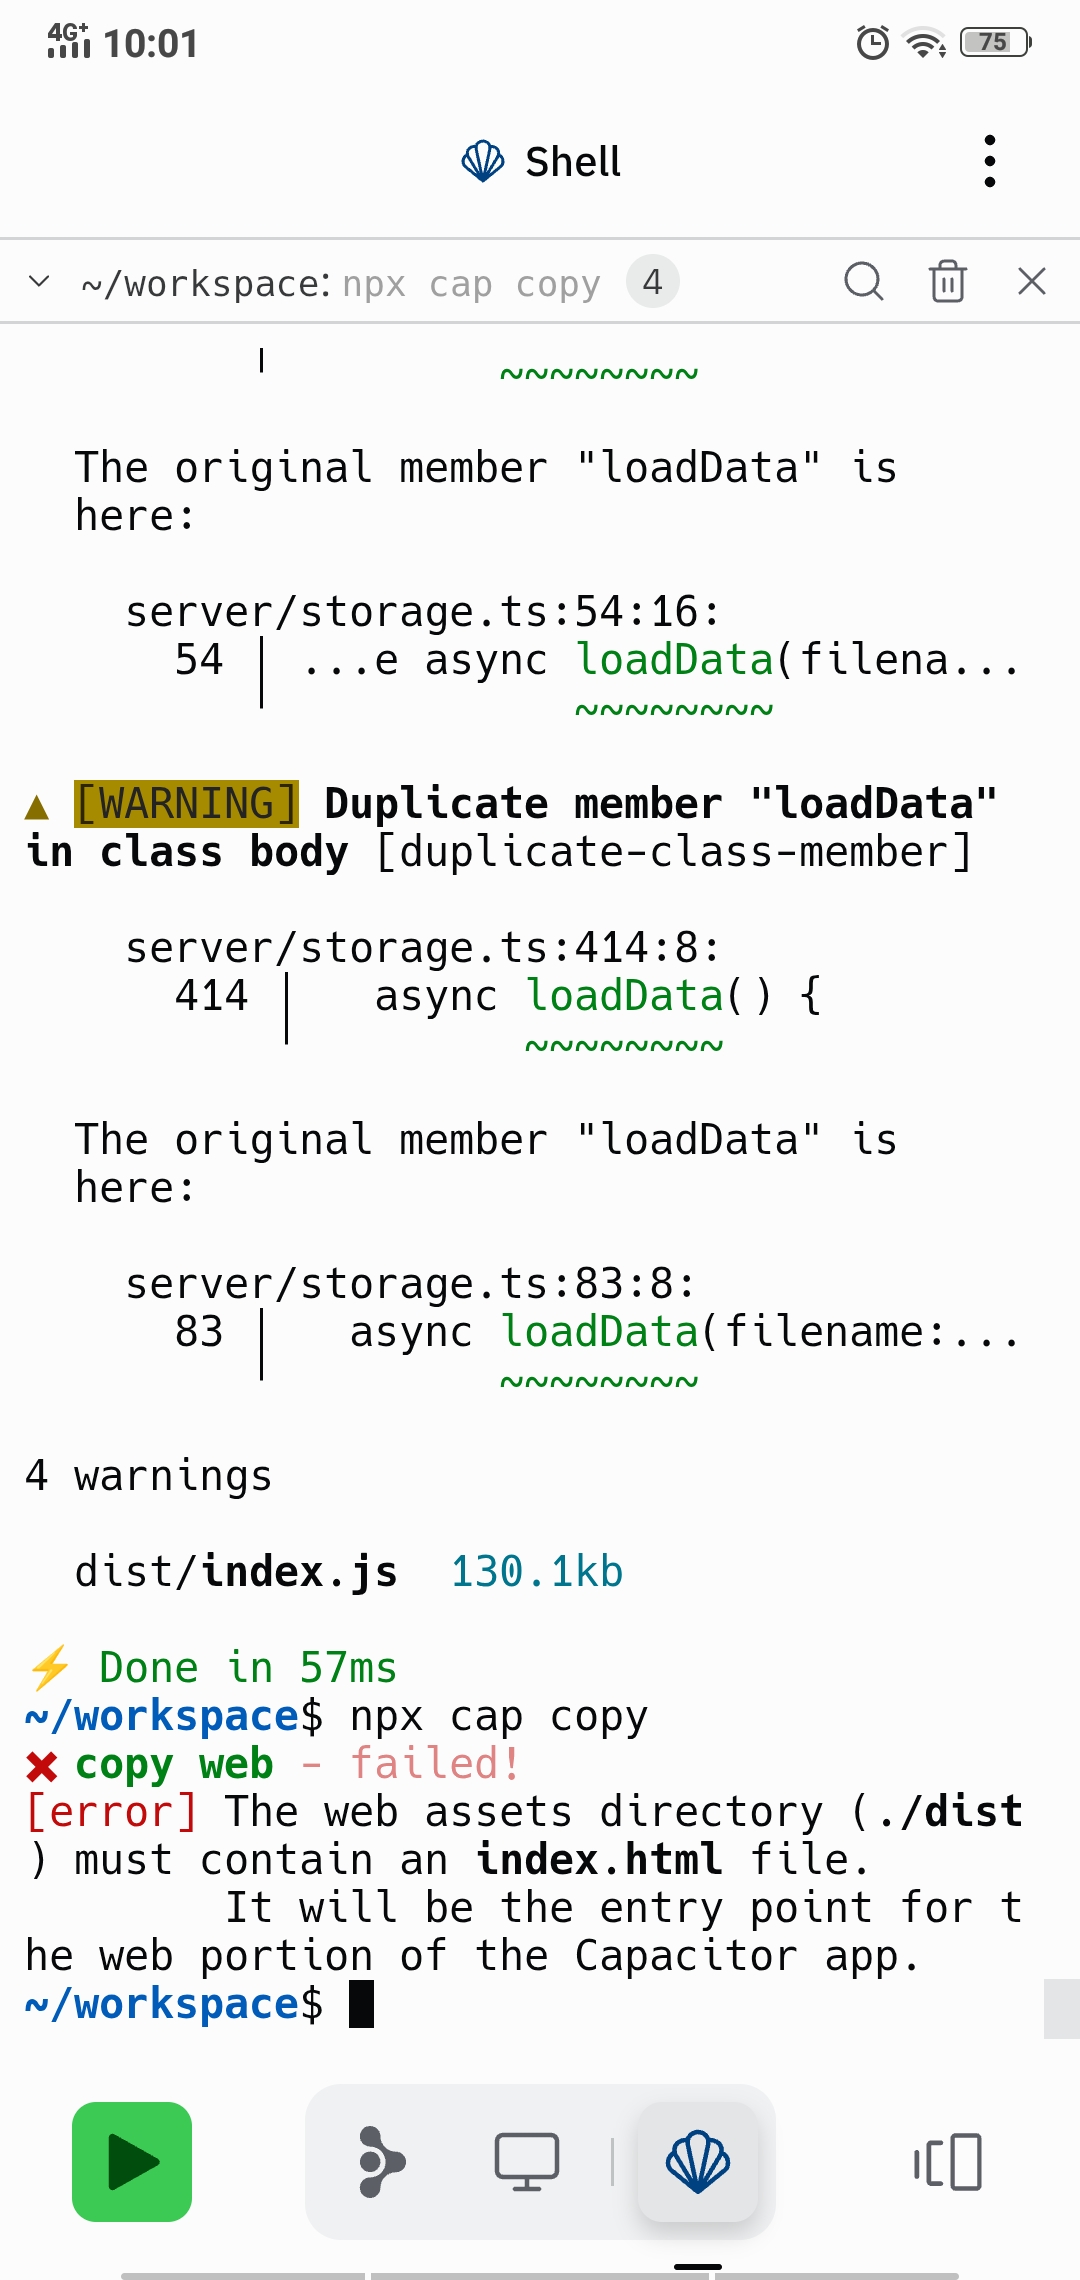 4G+ 10:01 75
Shell
~/workspace: npx cap copy 4
~~~~~~~~
The original member "loadData" is
here:
server/storage.ts:54:16:
54 │ ...e async loadData(filena...
~~~~~~~~
▲ [WARNING] Duplicate member "loadData"
in class body [duplicate-class-member]
server/storage.ts:414:8:
414 │ async loadData() {
~~~~~~~~
The original member "loadData" is
here:
server/storage.ts:83:8:
83 │ async loadData(filename:...
~~~~~~~~
4 warnings
dist/index.js 130.1kb
⚡ Done in 57ms
~/workspace$ npx cap copy
✖ copy web - failed!
[error] The web assets directory (./dist
) must contain an index.html file.
It will be the entry point for t
he web portion of the Capacitor app.
~/workspace$